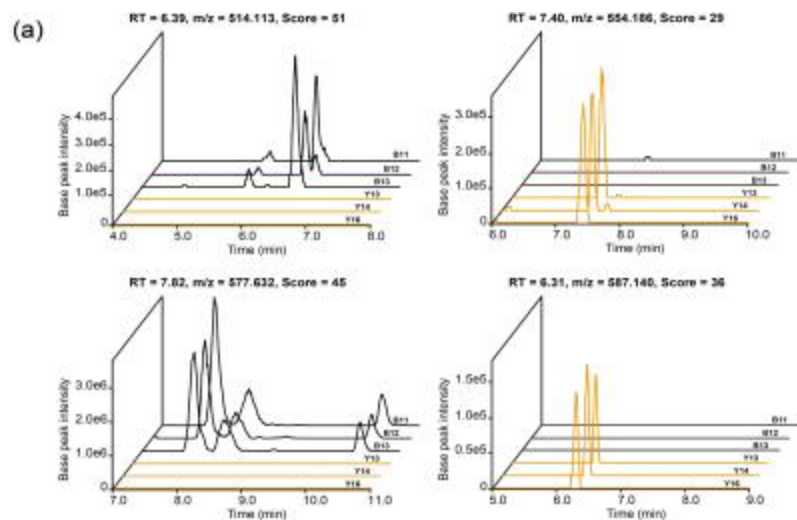 (a)
RT = 6.39, m/z = 514.113, Score = 51
Base peak intensity
4.0e5
3.0e5
2.0e5
1.0e5
0
B11
B12
B13
Y13
Y14
Y16
4.0 5.0 6.0 7.0 8.0
Time (min)
RT = 7.40, m/z = 554.186, Score = 29
Base peak intensity
3.0e5
2.0e5
1.0e5
0
B11
B12
B13
Y13
Y14
Y16
6.0 7.0 8.0 9.0 10.0
Time (min)
RT = 7.82, m/z = 577.632, Score = 45
Base peak intensity
3.0e6
2.0e6
1.0e6
0
B11
B12
B13
Y13
Y14
Y16
7.0 8.0 9.0 10.0 11.0
Time (min)
RT = 6.31, m/z = 587.140, Score = 36
Base peak intensity
1.5e5
1.0e5
0.50e5
0
B11
B12
B13
Y13
Y14
Y16
5.0 6.0 7.0 8.0 9.0
Time (min)